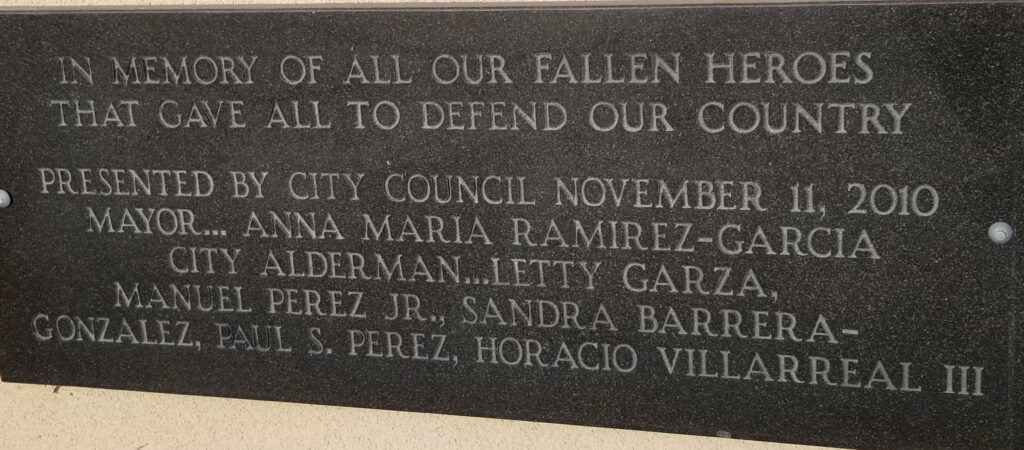 IN MEMORY OF ALL OUR FALLEN HEROES
THAT GAVE ALL TO DEFEND OUR COUNTRY
PRESENTED BY CITY COUNCIL NOVEMBER 11, 2010
MAYOR... ANNA MARIA RAMIREZ-GARCIA
CITY ALDERMAN...LETTY GARZA,
MANUEL PEREZ JR., SANDRA BARRERA-
GONZALEZ, PAUL S. PEREZ, HORACIO VILLARREAL III